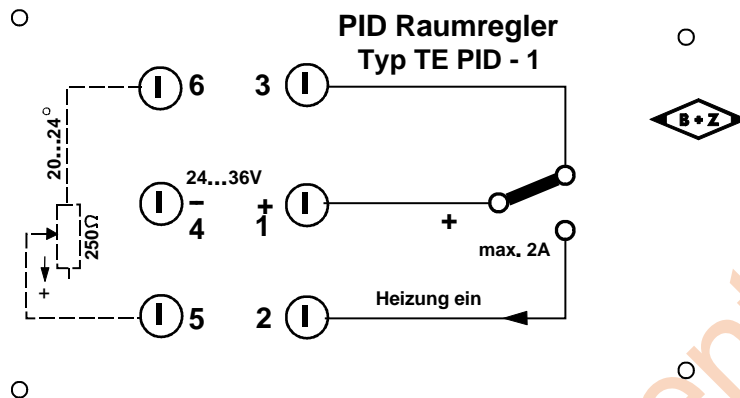 PID Raumregler
Typ TE PID - 1
6
3
B + Z
20...24°
24...36V
−
+
4
1
250Ω
+
+
max. 2A
Heizung ein
5
2